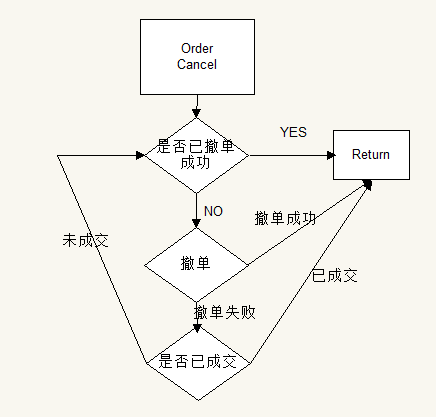 Order
Cancel
是否已撤单
成功
YES
Return
NO
撤单成功
未成交
撤单
已成交
撤单失败
是否已成交